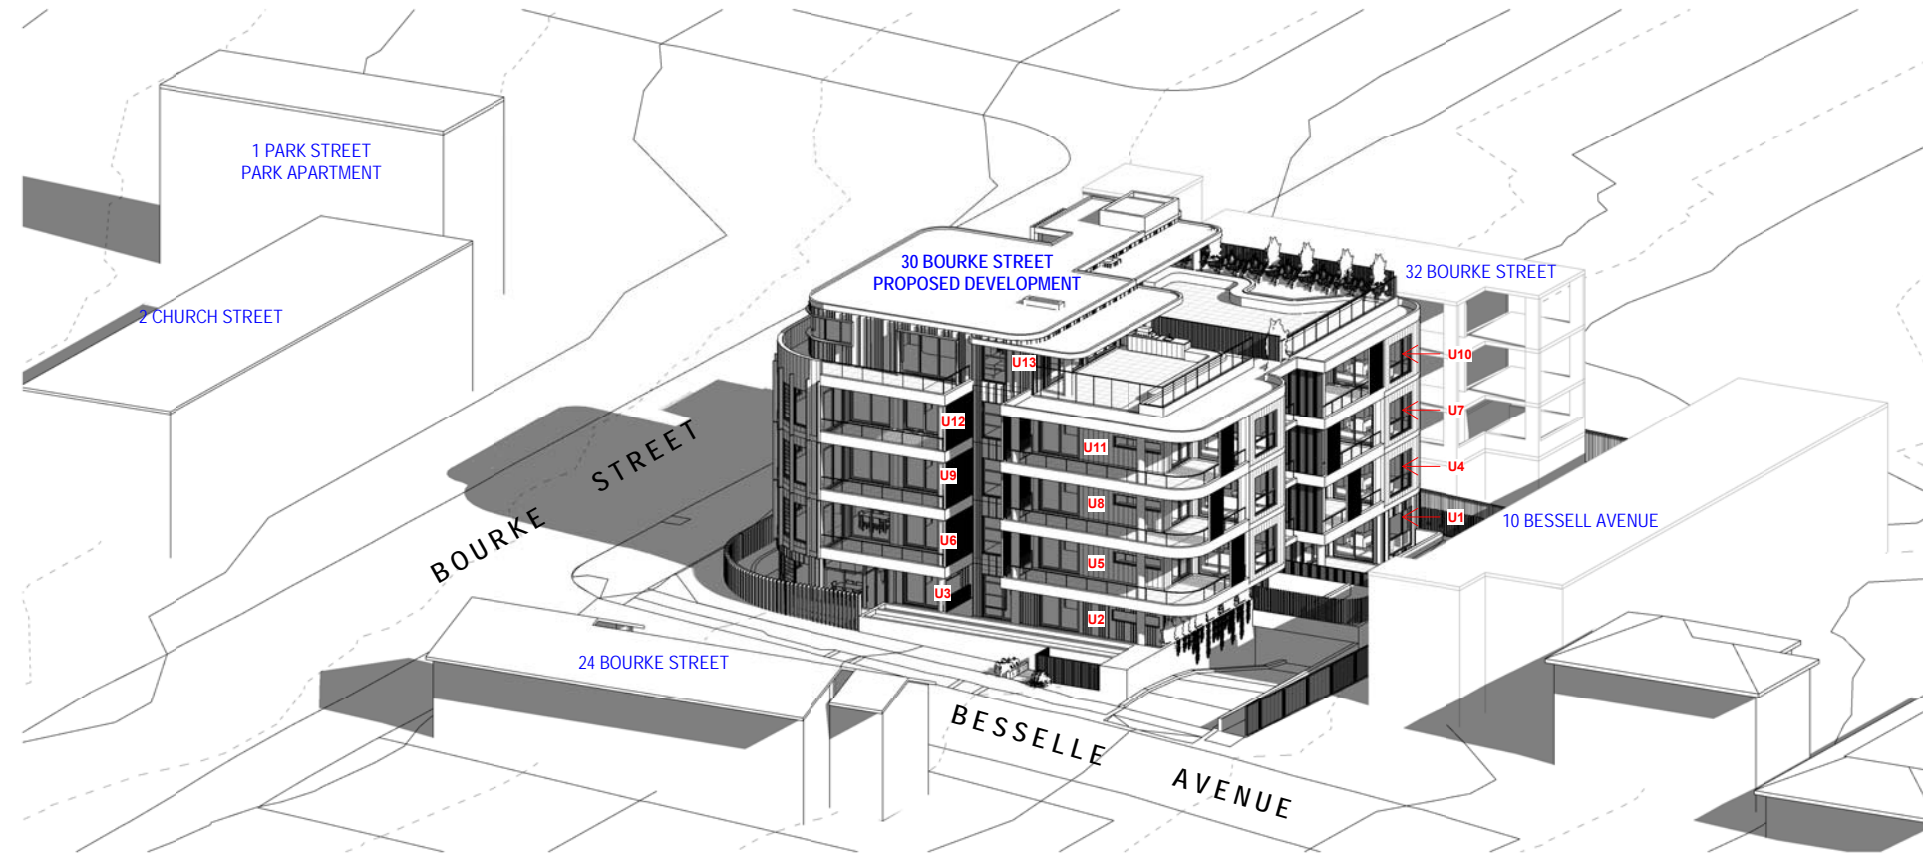 1 PARK STREET
PARK APARTMENT
2 CHURCH STREET
30 BOURKE STREET
PROPOSED DEVELOPMENT
32 BOURKE STREET
U10
U13
U7
U12
U11
U4
U9
U8
U1
10 BESSELL AVENUE
U6
U5
U3
U2
BOURKE STREET
24 BOURKE STREET
BESSELLE AVENUE